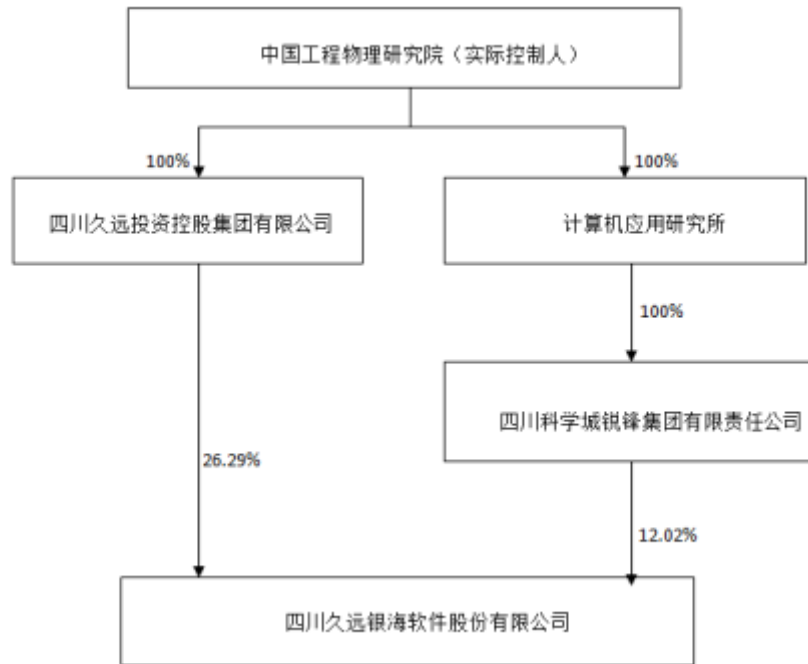 中国工程物理研究院（实际控制人）
100%
100%
四川久远投资控股集团有限公司
计算机应用研究所
100%
四川科学城锐锋集团有限责任公司
26.29%
12.02%
四川久远银海软件股份有限公司